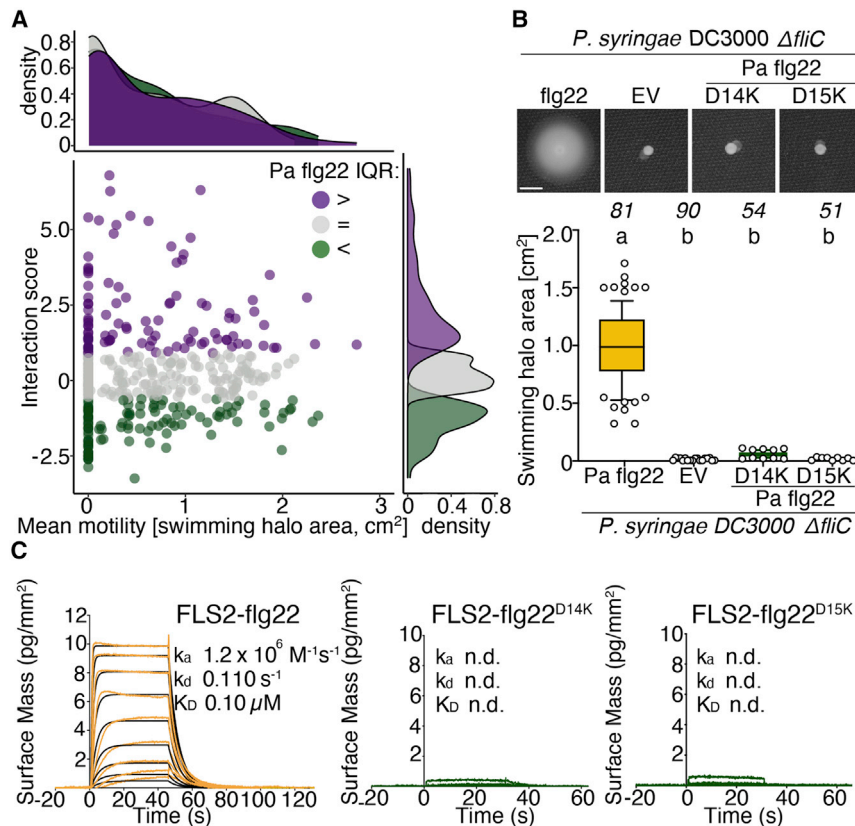 A
density
0.8
0.6
0.4
0.2
0
Pa flg22 IQR:
>
=
<
Interaction score
5.0
2.5
0
-2.5
0 1 2 3
Mean motility [swimming halo area, cm²]
0 0.8
density
B
P. syringae DC3000 ΔfliC
Pa flg22
flg22 EV D14K D15K
81 90 54 51
a b b b
Swimming halo area [cm²]
2.0
1.5
1.0
0.5
0
Pa flg22 EV D14K D15K
Pa flg22
P. syringae DC3000 ΔfliC
C
Surface Mass (pg/mm²)
FLS2-flg22
ka 1.2 x 10⁶ M⁻¹s⁻¹
kd 0.110 s⁻¹
KD 0.10 µM
14
12
10
8
6
4
2
-20 0 20 40 60 80 100 120
Time (s)
Surface Mass (pg/mm²)
FLS2-flg22ᴰ¹⁴ᴷ
ka n.d.
kd n.d.
KD n.d.
10
8
6
4
2
-20 0 20 40 60
Time (s)
Surface Mass (pg/mm²)
FLS2-flg22ᴰ¹⁵ᴷ
ka n.d.
kd n.d.
KD n.d.
10
8
6
4
2
-20 0 20 40 60
Time (s)